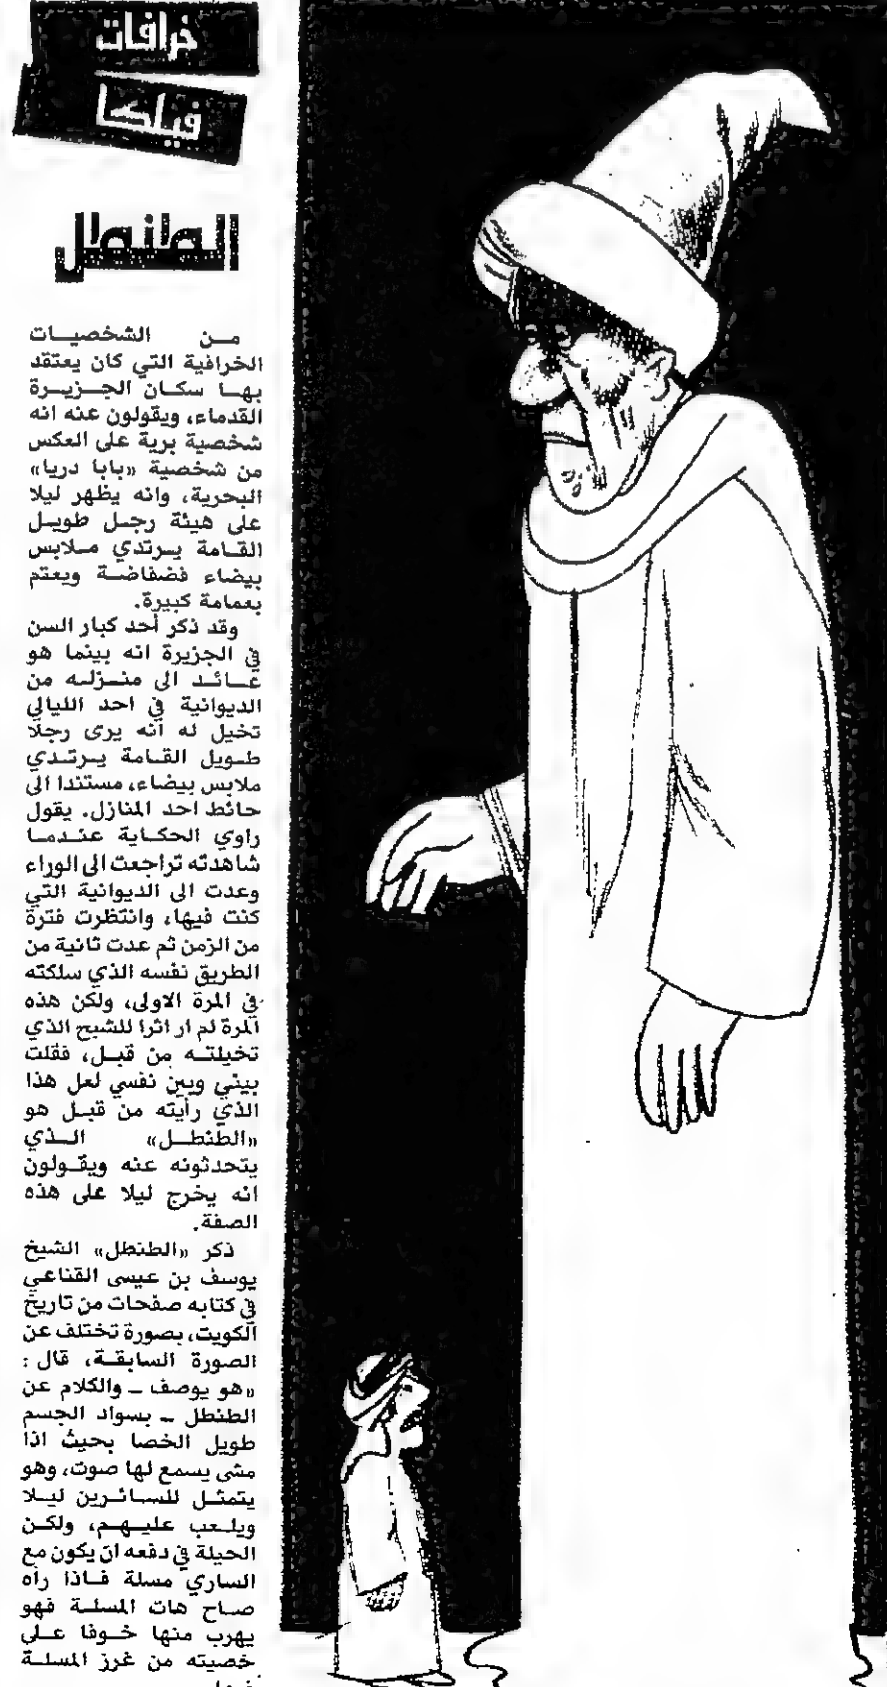 خرافات
فيلكا
الطنطل
من الشخصيات
الخرافية التي كان يعتقد
بها سكان الجزيرة
القدماء، ويقولون عنه انه
شخصية برية على العكس
من شخصية «بابا دريا»
البحرية، وانه يظهر ليلا
على هيئة رجل طويل
القامة يرتدي ملابس
بيضاء فضفاضة ويعتم
بعمامة كبيرة.
وقد ذكر أحد كبار السن
في الجزيرة انه بينما هو
عائد الى منزله من
الديوانية في احد الليالي
تخيل له انه يرى رجلا
طويل القامة يرتدي
ملابس بيضاء، مستندا الى
حائط احد المنازل. يقول
راوي الحكاية عندما
شاهدته تراجعت الى الوراء
وعدت الى الديوانية التي
كنت فيها، وانتظرت فترة
من الزمن ثم عدت ثانية من
الطريق نفسه الذي سلكته
في المرة الاولى، ولكن هذه
المرة لم ار اثرا للشبح الذي
تخيلته من قبل، فقلت
بيني وبين نفسي لعل هذا
الذي رأيته من قبل هو
«الطنطل» الذي
يتحدثونه عنه ويقولون
انه يخرج ليلا على هذه
الصفة.
ذكر «الطنطل» الشيخ
يوسف بن عيسى القناعي
في كتابه صفحات من تاريخ
الكويت، بصورة تختلف عن
الصورة السابقة، قال :
«هو يوصف ــ والكلام عن
الطنطل ــ بسواد الجسم
طويل الخصا بحيث اذا
مشى يسمع لها صوت، وهو
يتمثل للسائرين ليلا
ويلعب عليهم، ولكن
الحيلة في دفعه ان يكون مع
الساري مسلة فاذا رأه
صاح هات المسلة فهو
يهرب منها خوفا على
خصيته من غرز المسلة